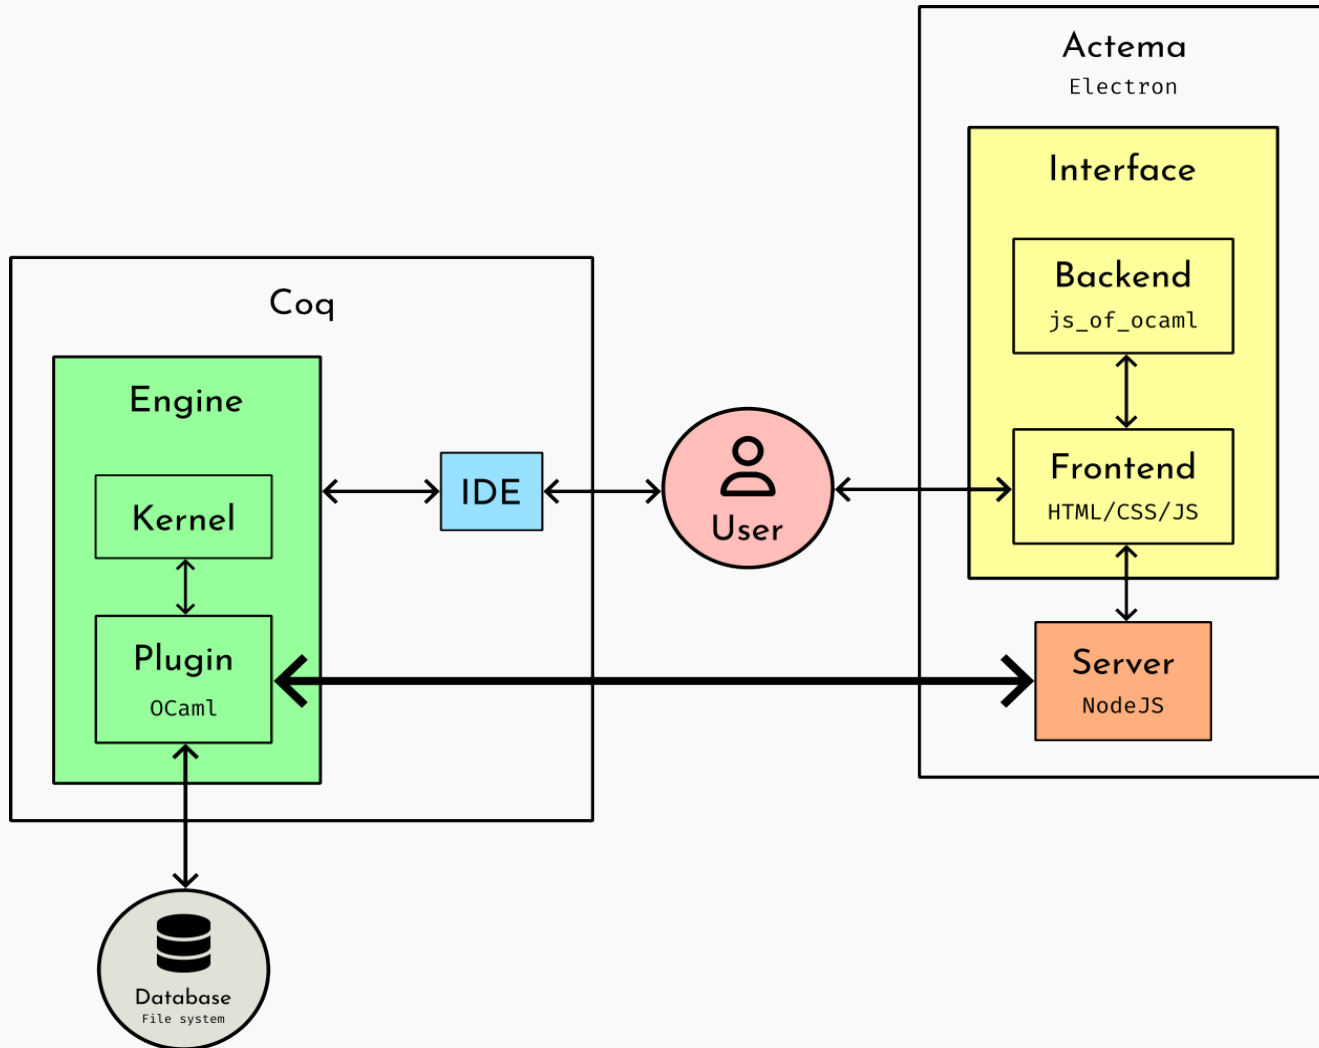 Actema
Electron
Interface
Backend
js_of_ocaml
Coq
Engine
Frontend
HTML/CSS/JS
IDE
Kernel
User
Plugin
OCaml
Server
NodeJS
Database
File system